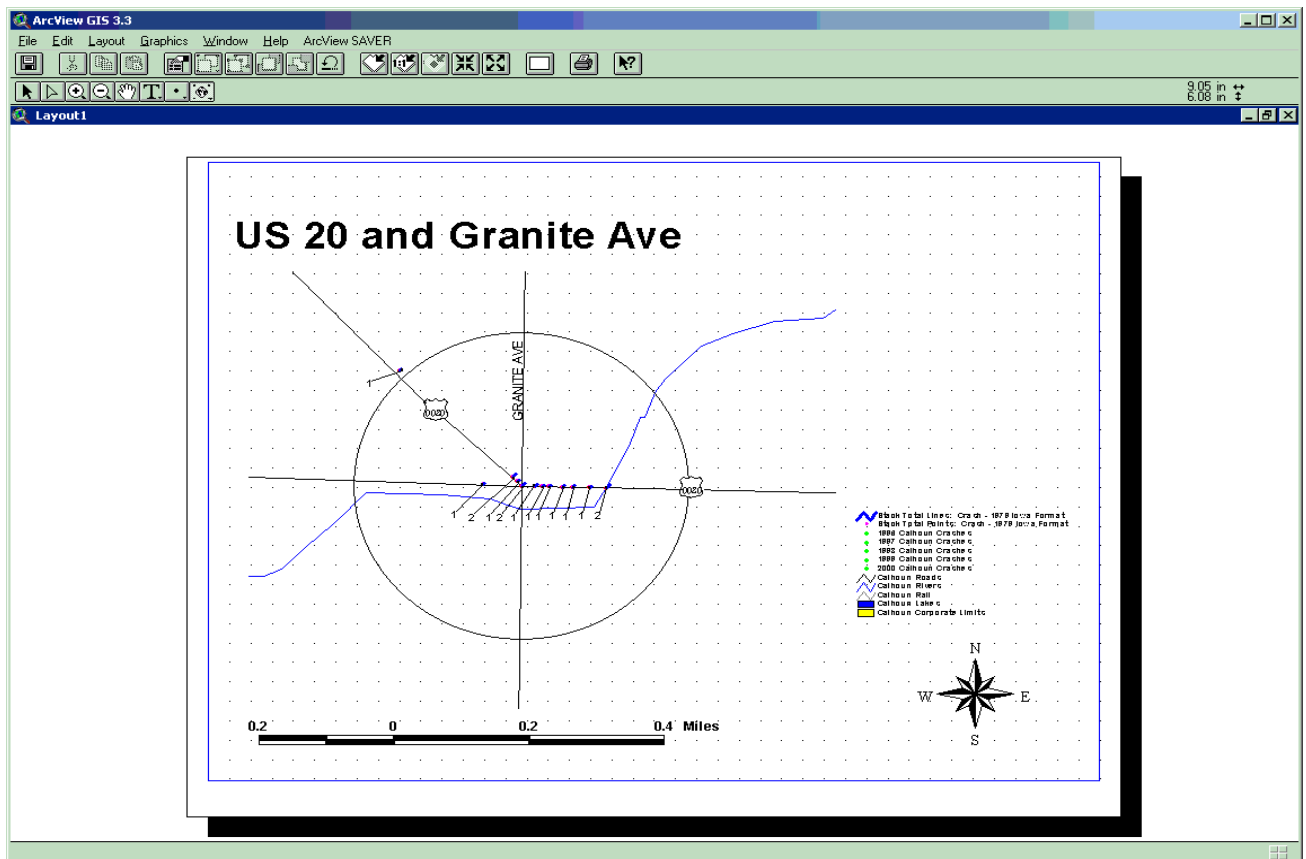 ArcView GIS 3.3
File Edit Layout Graphics Window Help ArcView SAVER
9.05 in
6.08 in
Layout1
US 20 and Granite Ave
GRANITE AVE
1
0020
0020
1 2 1 2 1 1 1 1 1 1 2
Stack Total Lines: Crash - 1979 Iowa Format
Stack Total Points: Crash - 1979 Iowa Format
1996 Calhoun Crashes
1997 Calhoun Crashes
1998 Calhoun Crashes
1999 Calhoun Crashes
2000 Calhoun Crashes
Calhoun Roads
Calhoun Rivers
Calhoun Rail
Calhoun Lakes
Calhoun Corporate Limits
N
W E
S
0.2 0 0.2 0.4 Miles